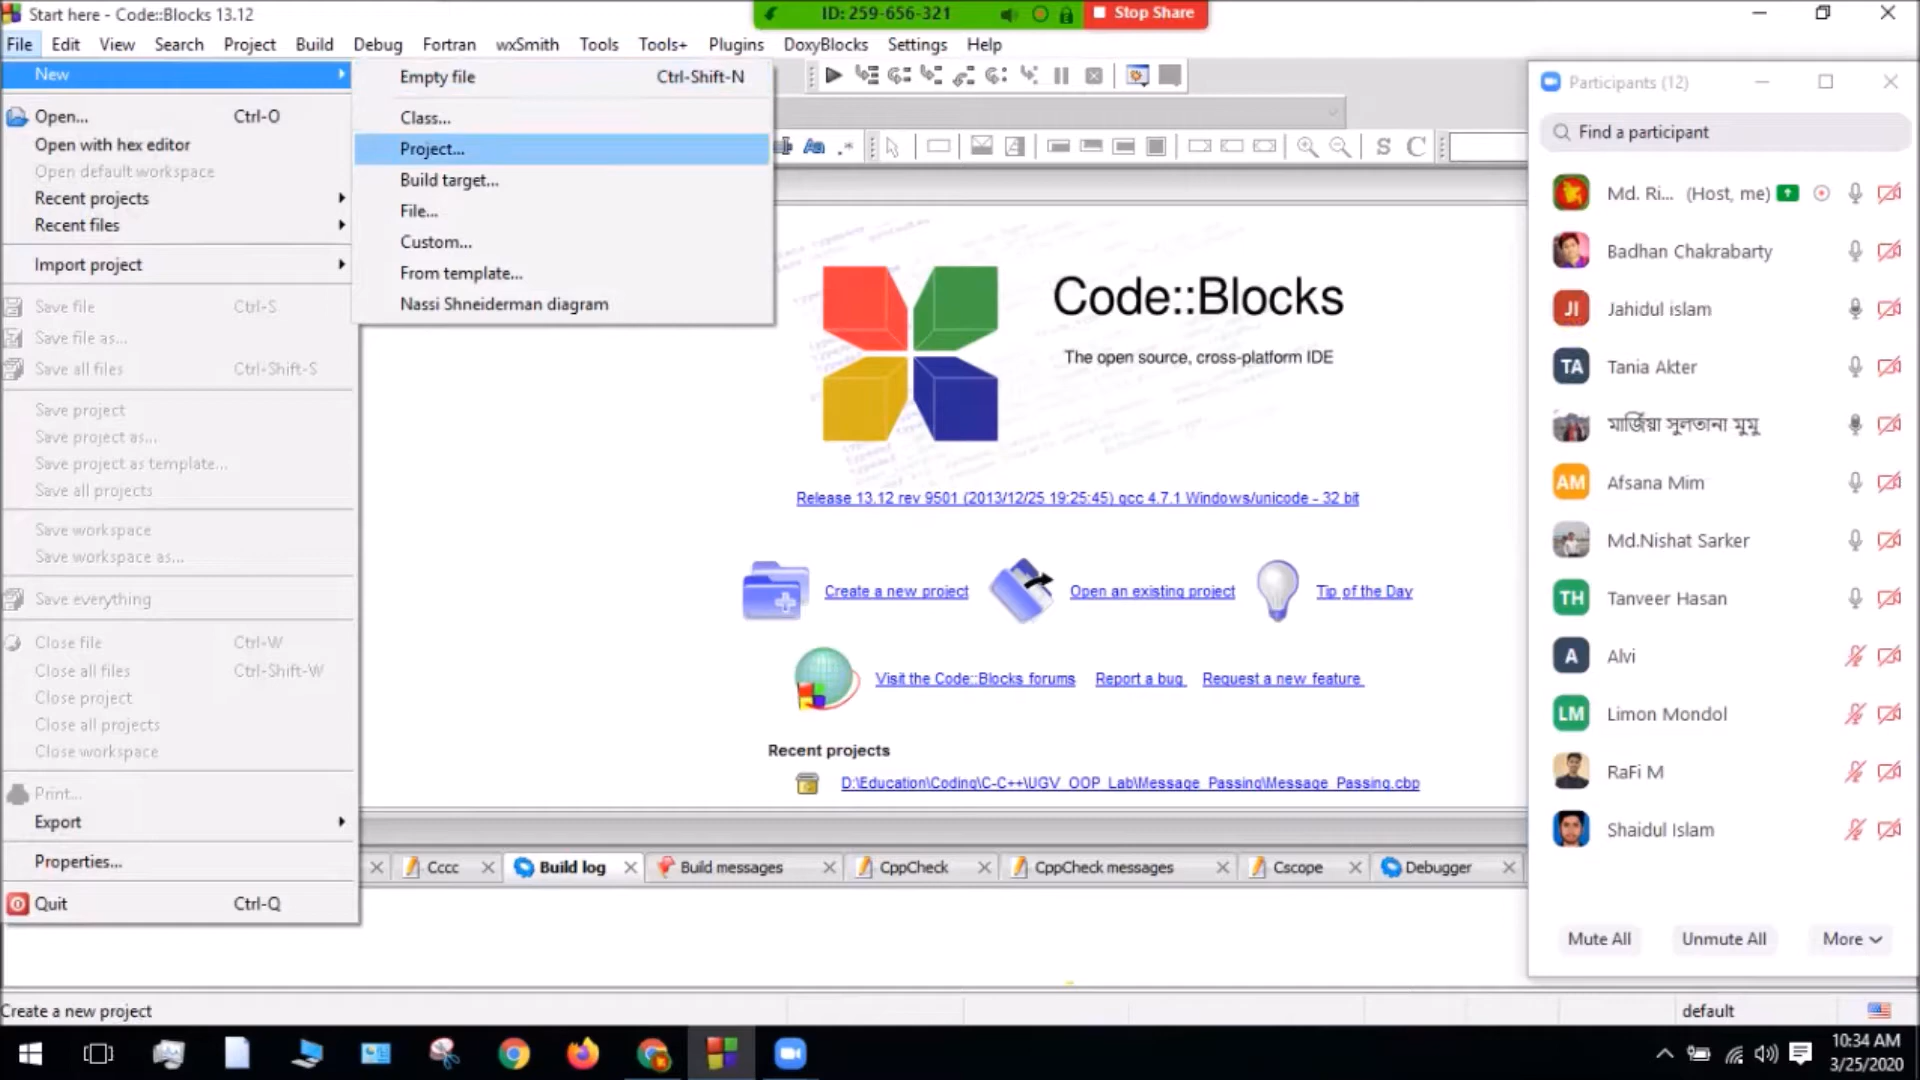 Start here - Code::Blocks 13.12
ID: 259-656-321
Stop Share
File Edit View Search Project Build Debug Fortran wxSmith Tools Tools+ Plugins DoxyBlocks Settings Help
New
Open... Ctrl-O
Open with hex editor
Open default workspace
Recent projects
Recent files
Import project
Save file Ctrl-S
Save file as...
Save all files Ctrl-Shift-S
Save project
Save project as...
Save project as template...
Save all projects
Save workspace
Save workspace as...
Save everything
Close file Ctrl-W
Close all files Ctrl-Shift-W
Close project
Close all projects
Close workspace
Print...
Export
Properties...
Quit Ctrl-Q
Empty file Ctrl-Shift-N
Class...
Project...
Build target...
File...
Custom...
From template...
Nassi Shneiderman diagram
Aa .*
S C
Code::Blocks
The open source, cross-platform IDE
Release 13.12 rev 9501 (2013/12/25 19:25:45) gcc 4.7.1 Windows/unicode - 32 bit
Create a new project
Open an existing project
Tip of the Day
Visit the Code::Blocks forums
Report a bug
Request a new feature
Recent projects
D:\Education\Coding\C-C++\UGV_OOP_Lab\Message_Passing\Message_Passing.cbp
Cccc Build log Build messages CppCheck CppCheck messages Cscope Debugger
Participants (12)
Find a participant
Md. Ri... (Host, me)
Badhan Chakrabarty
JI Jahidul islam
TA Tania Akter
মার্জিয়া সুলতানা মুমু
AM Afsana Mim
Md.Nishat Sarker
TH Tanveer Hasan
A Alvi
LM Limon Mondol
RaFi M
Shaidul Islam
Mute All Unmute All More
Create a new project
default
10:34 AM
3/25/2020